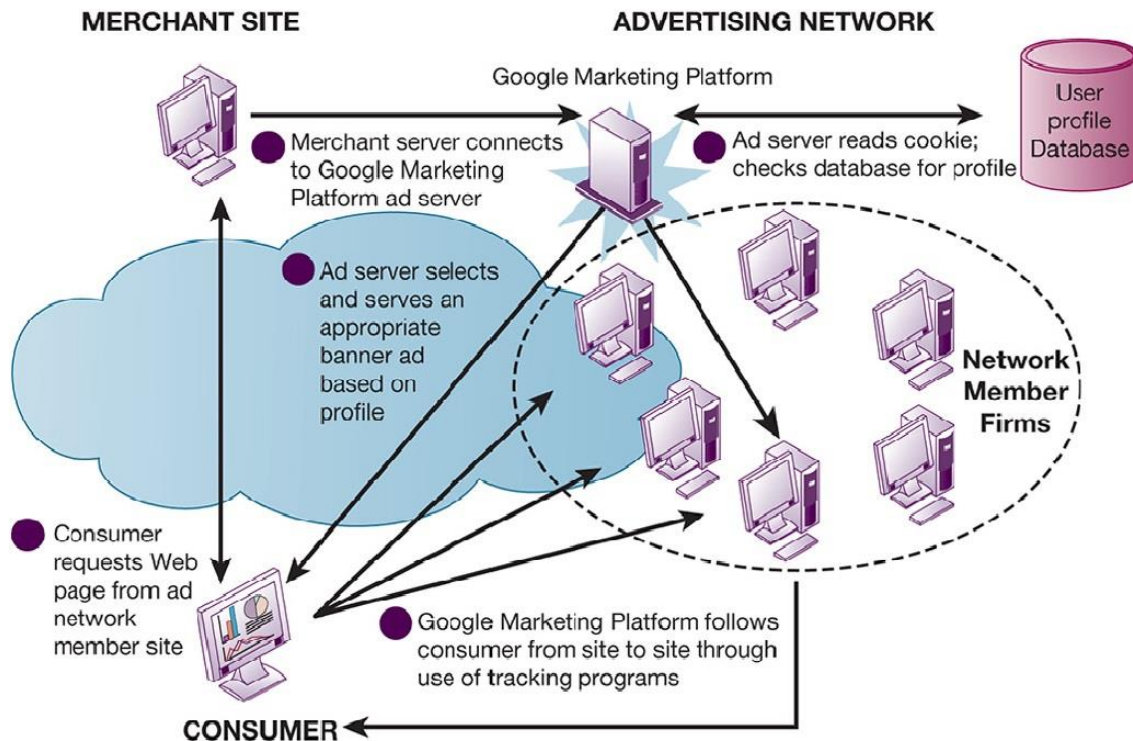 MERCHANT SITE
ADVERTISING NETWORK
Google Marketing Platform
User
profile
Database
Merchant server connects
to Google Marketing
Platform ad server
Ad server reads cookie;
checks database for profile
Ad server selects
and serves an
appropriate
banner ad
based on
profile
Network
Member
Firms
Consumer
requests Web
page from ad
network
member site
Google Marketing Platform follows
consumer from site to site through
use of tracking programs
CONSUMER